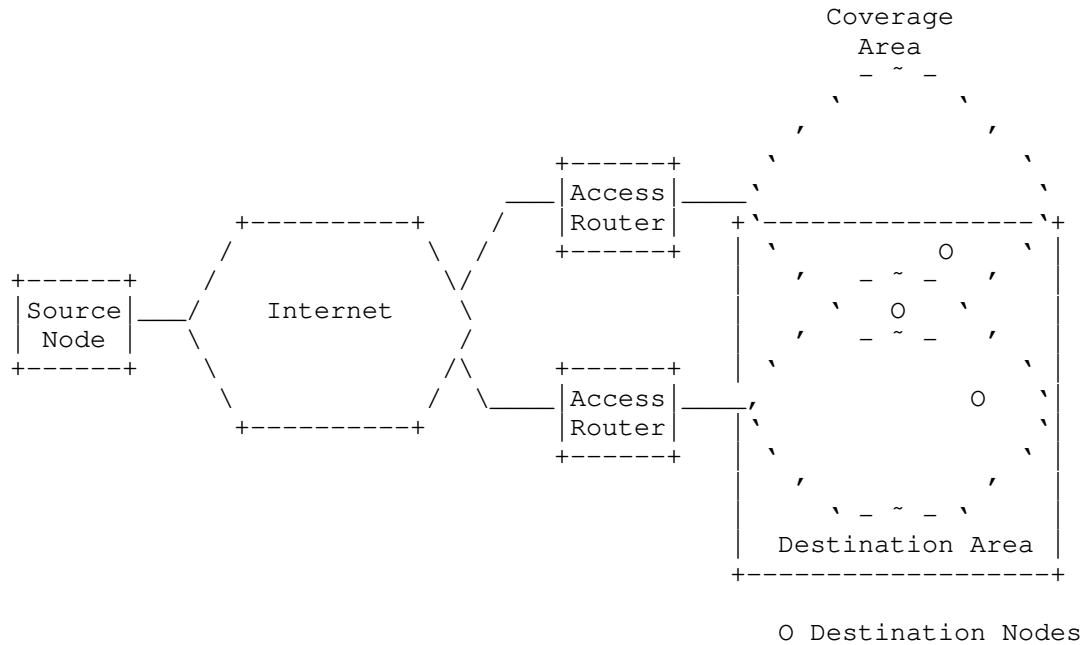 Coverage
Area
Access
Router
Source
Node
Internet
Access
Router
Destination Area
O Destination Nodes